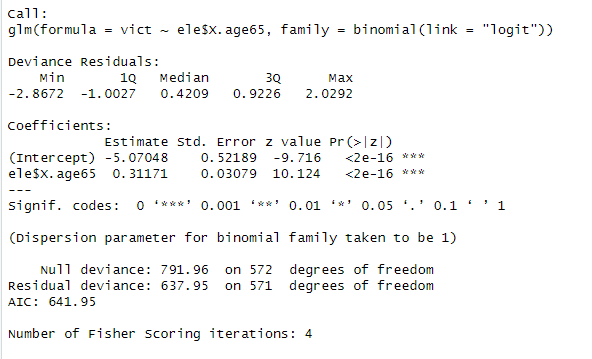 Call:
glm(formula = vict ~ ele$X.age65, family = binomial(link = "logit"))
Deviance Residuals:
Min 1Q Median 3Q Max
-2.8672 -1.0027 0.4209 0.9226 2.0292
Coefficients:
Estimate Std. Error z value Pr(>|z|)
(Intercept) -5.07048 0.52189 -9.716 <2e-16 ***
ele$X.age65 0.31171 0.03079 10.124 <2e-16 ***
---
Signif. codes: 0 ‘***’ 0.001 ‘**’ 0.01 ‘*’ 0.05 ‘.’ 0.1 ‘ ’ 1
(Dispersion parameter for binomial family taken to be 1)
Null deviance: 791.96 on 572 degrees of freedom
Residual deviance: 637.95 on 571 degrees of freedom
AIC: 641.95
Number of Fisher Scoring iterations: 4